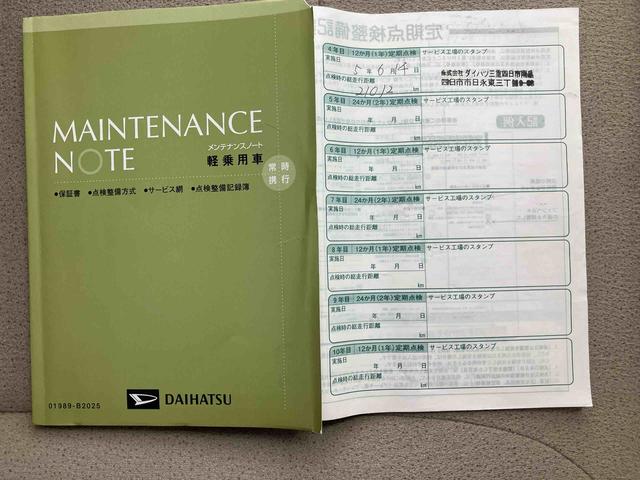 MAINTENANCE
NOTE
メンテナンスノート
軽乗用車
常時
携行
●保証書 ●点検整備方式 ●サービス網 ●点検整備記録簿
01989-B2025
DAIHATSU
4年目 12か月(1年)定期点検 サービス工場のスタンプ
実施日
5年 6月 14日
点検時の総走行距離
21012 km
株式会社ダイハツ三重四日市南店
四日市市日永東三丁目
5年目 24か月(2年)定期点検 サービス工場のスタンプ
実施日
年 月 日
点検時の総走行距離
km
6年目 12か月(1年)定期点検 サービス工場のスタンプ
実施日
年 月 日
点検時の総走行距離
km
7年目 24か月(2年)定期点検 サービス工場のスタンプ
実施日
年 月 日
点検時の総走行距離
km
8年目 12か月(1年)定期点検 サービス工場のスタンプ
実施日
年 月 日
点検時の総走行距離
km
9年目 24か月(2年)定期点検 サービス工場のスタンプ
実施日
年 月 日
点検時の総走行距離
km
10年目 12か月(1年)定期点検 サービス工場のスタンプ
実施日
年 月 日
点検時の総走行距離
km